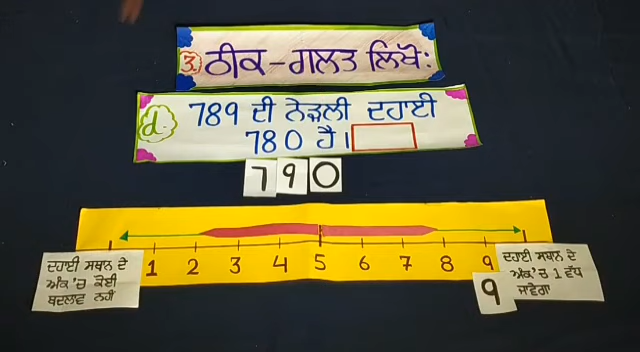 3. ਠੀਕ-ਗਲਤ ਲਿਖੋ:
d. 789 ਦੀ ਨੇੜਲੀ ਦਹਾਈ
780 ਹੈ।
7 9 0
1 2 3 4 5 6 7 8 9
ਦਹਾਈ ਸਥਾਨ ਦੇ
ਅੰਕ 'ਚ ਕੋਈ
ਬਦਲਾਵ ਨਹੀਂ
9
ਦਹਾਈ ਸਥਾਨ ਦੇ
ਅੰਕ 'ਚ 1 ਵੱਧ
ਜਾਵੇਗਾ